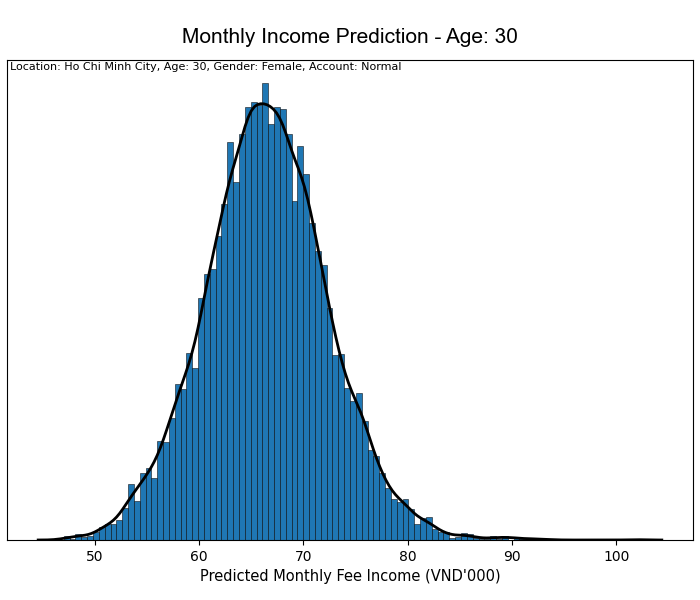 Monthly Income Prediction - Age: 30
Location: Ho Chi Minh City, Age: 30, Gender: Female, Account: Normal
50 60 70 80 90 100
Predicted Monthly Fee Income (VND'000)